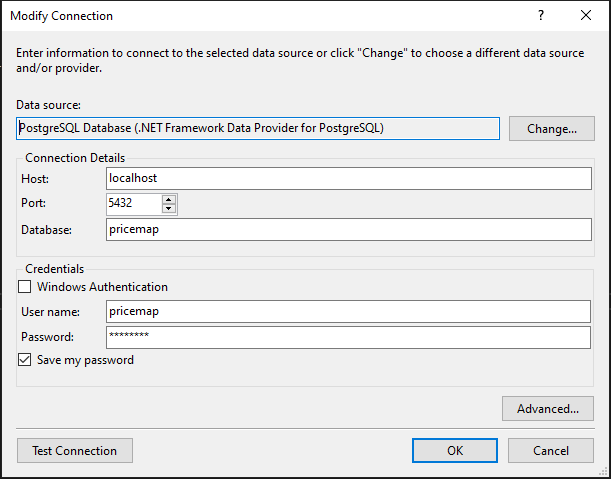 Modify Connection
?
Enter information to connect to the selected data source or click "Change" to choose a different data source
and/or provider.
Data source:
PostgreSQL Database (.NET Framework Data Provider for PostgreSQL)
Change...
Connection Details
Host:
localhost
Port:
5432
Database:
pricemap
Credentials
Windows Authentication
User name:
pricemap
Password:
********
Save my password
Advanced...
Test Connection
OK
Cancel